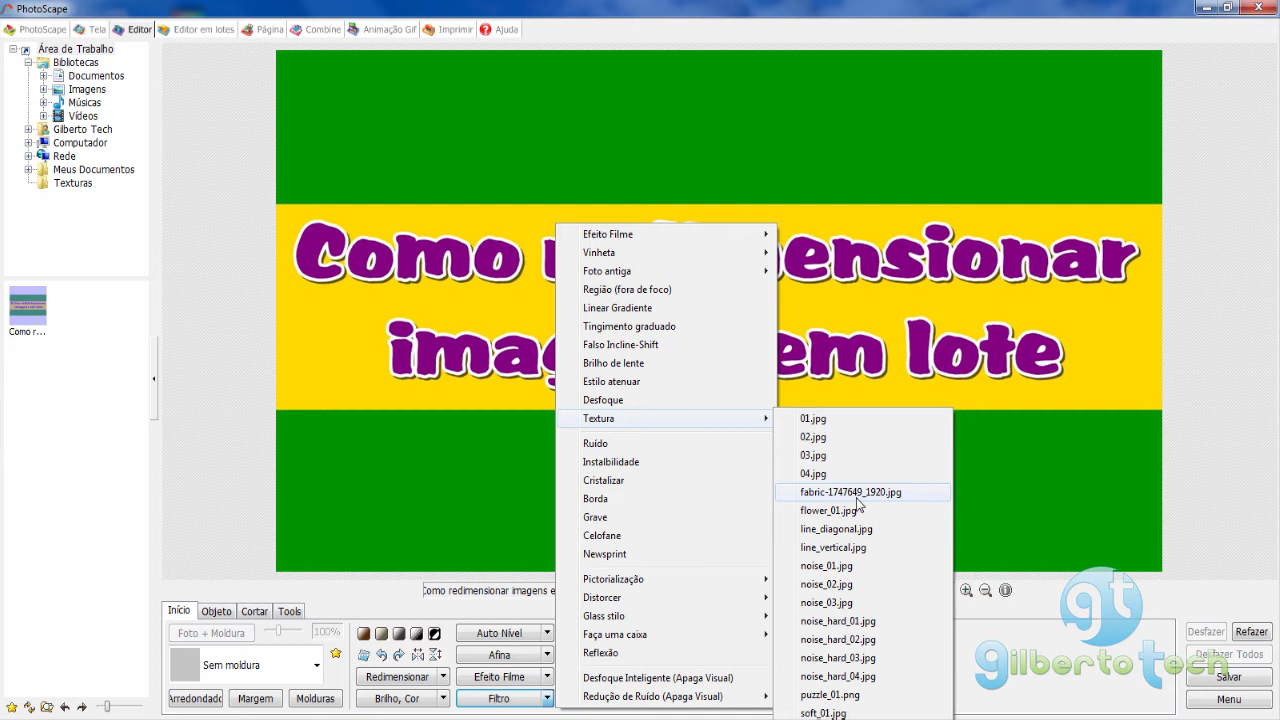 PhotoScape
PhotoScape
Tela
Editor
Editor em lotes
Página
Combine
Animação Gif
Imprimir
Ajuda
Área de Trabalho
Bibliotecas
Documentos
Imagens
Músicas
Vídeos
Gilberto Tech
Computador
Rede
Meus Documentos
Texturas
Como r...
Como
ensionar
em lote
Efeito Filme
Vinheta
Foto antiga
Região (fora de foco)
Linear Gradiente
Tingimento graduado
Falso Incline-Shift
Brilho de lente
Estilo atenuar
Desfoque
Textura
Ruído
Instalbilidade
Cristalizar
Borda
Grave
Celofane
Newsprint
Pictorialização
Distorcer
Glass stilo
Faça uma caixa
Reflexão
Desfoque Inteligente (Apaga Visual)
Redução de Ruído (Apaga Visual)
01.jpg
02.jpg
03.jpg
04.jpg
fabric-1747649_1920.jpg
flower_01.jpg
line_diagonal.jpg
line_vertical.jpg
noise_01.jpg
noise_02.jpg
noise_03.jpg
noise_hard_01.jpg
noise_hard_02.jpg
noise_hard_03.jpg
noise_hard_04.jpg
puzzle_01.png
soft_01.jpg
Como redimensionar imagens e
Início
Objeto
Cortar
Tools
Foto + Moldura
100%
Sem moldura
Arredondado
Margem
Molduras
Auto Nível
Afina
Redimensionar
Efeito Filme
Brilho, Cor
Filtro
Desfazer
Refazer
Desfazer Todos
Salvar
Menu
gt
gilberto tech